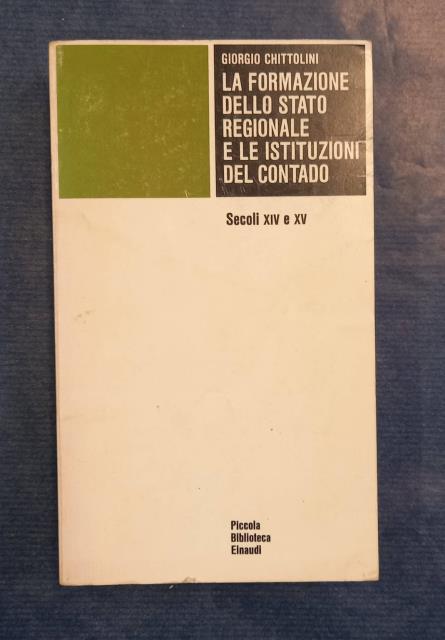 GIORGIO CHITTOLINI
LA FORMAZIONE
DELLO STATO
REGIONALE
E LE ISTITUZIONI
DEL CONTADO
Secoli XIV e XV
Piccola
Biblioteca
Einaudi